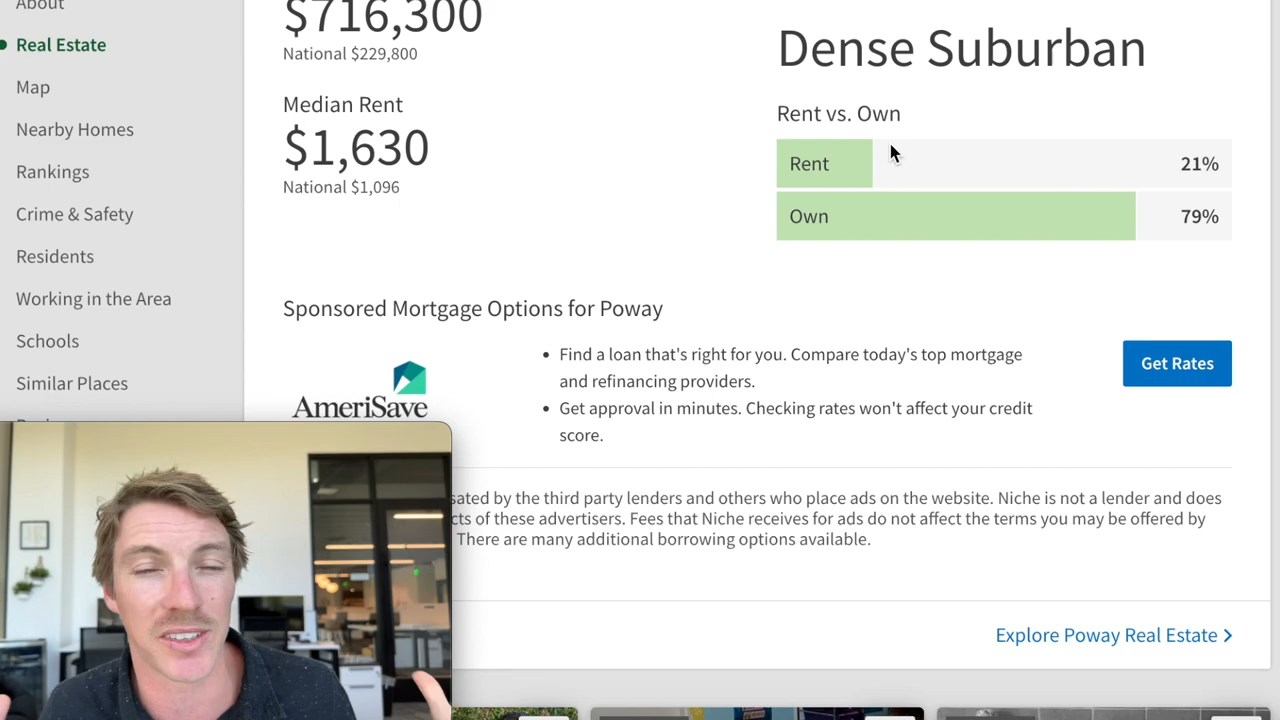 About
Real Estate
Map
Nearby Homes
Rankings
Crime & Safety
Residents
Working in the Area
Schools
Similar Places
$716,300
National $229,800
Median Rent
$1,630
National $1,096
Dense Suburban
Rent vs. Own
Rent 21%
Own 79%
Sponsored Mortgage Options for Poway
AmeriSave
• Find a loan that's right for you. Compare today's top mortgage
and refinancing providers.
• Get approval in minutes. Checking rates won't affect your credit
score.
Get Rates
sated by the third party lenders and others who place ads on the website. Niche is not a lender and does
cts of these advertisers. Fees that Niche receives for ads do not affect the terms you may be offered by
There are many additional borrowing options available.
Explore Poway Real Estate >